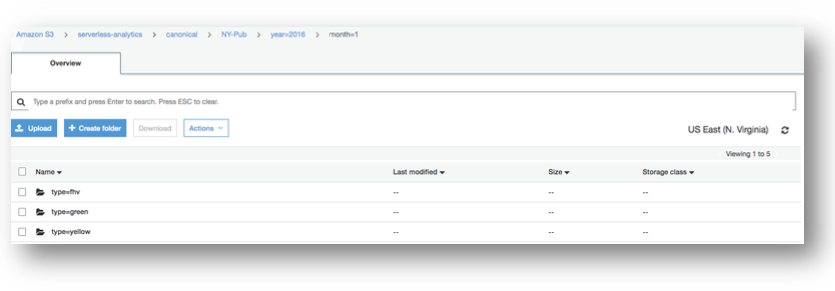 Amazon S3 > serverless-analytics > canonical > NY-Pub > year=2016 > month=1
Overview
Type a prefix and press Enter to search. Press ESC to clear.
Upload + Create folder Download Actions US East (N. Virginia)
Viewing 1 to 5
Name Last modified Size Storage class
type=fhv -- -- --
type=green -- -- --
type=yellow -- -- --